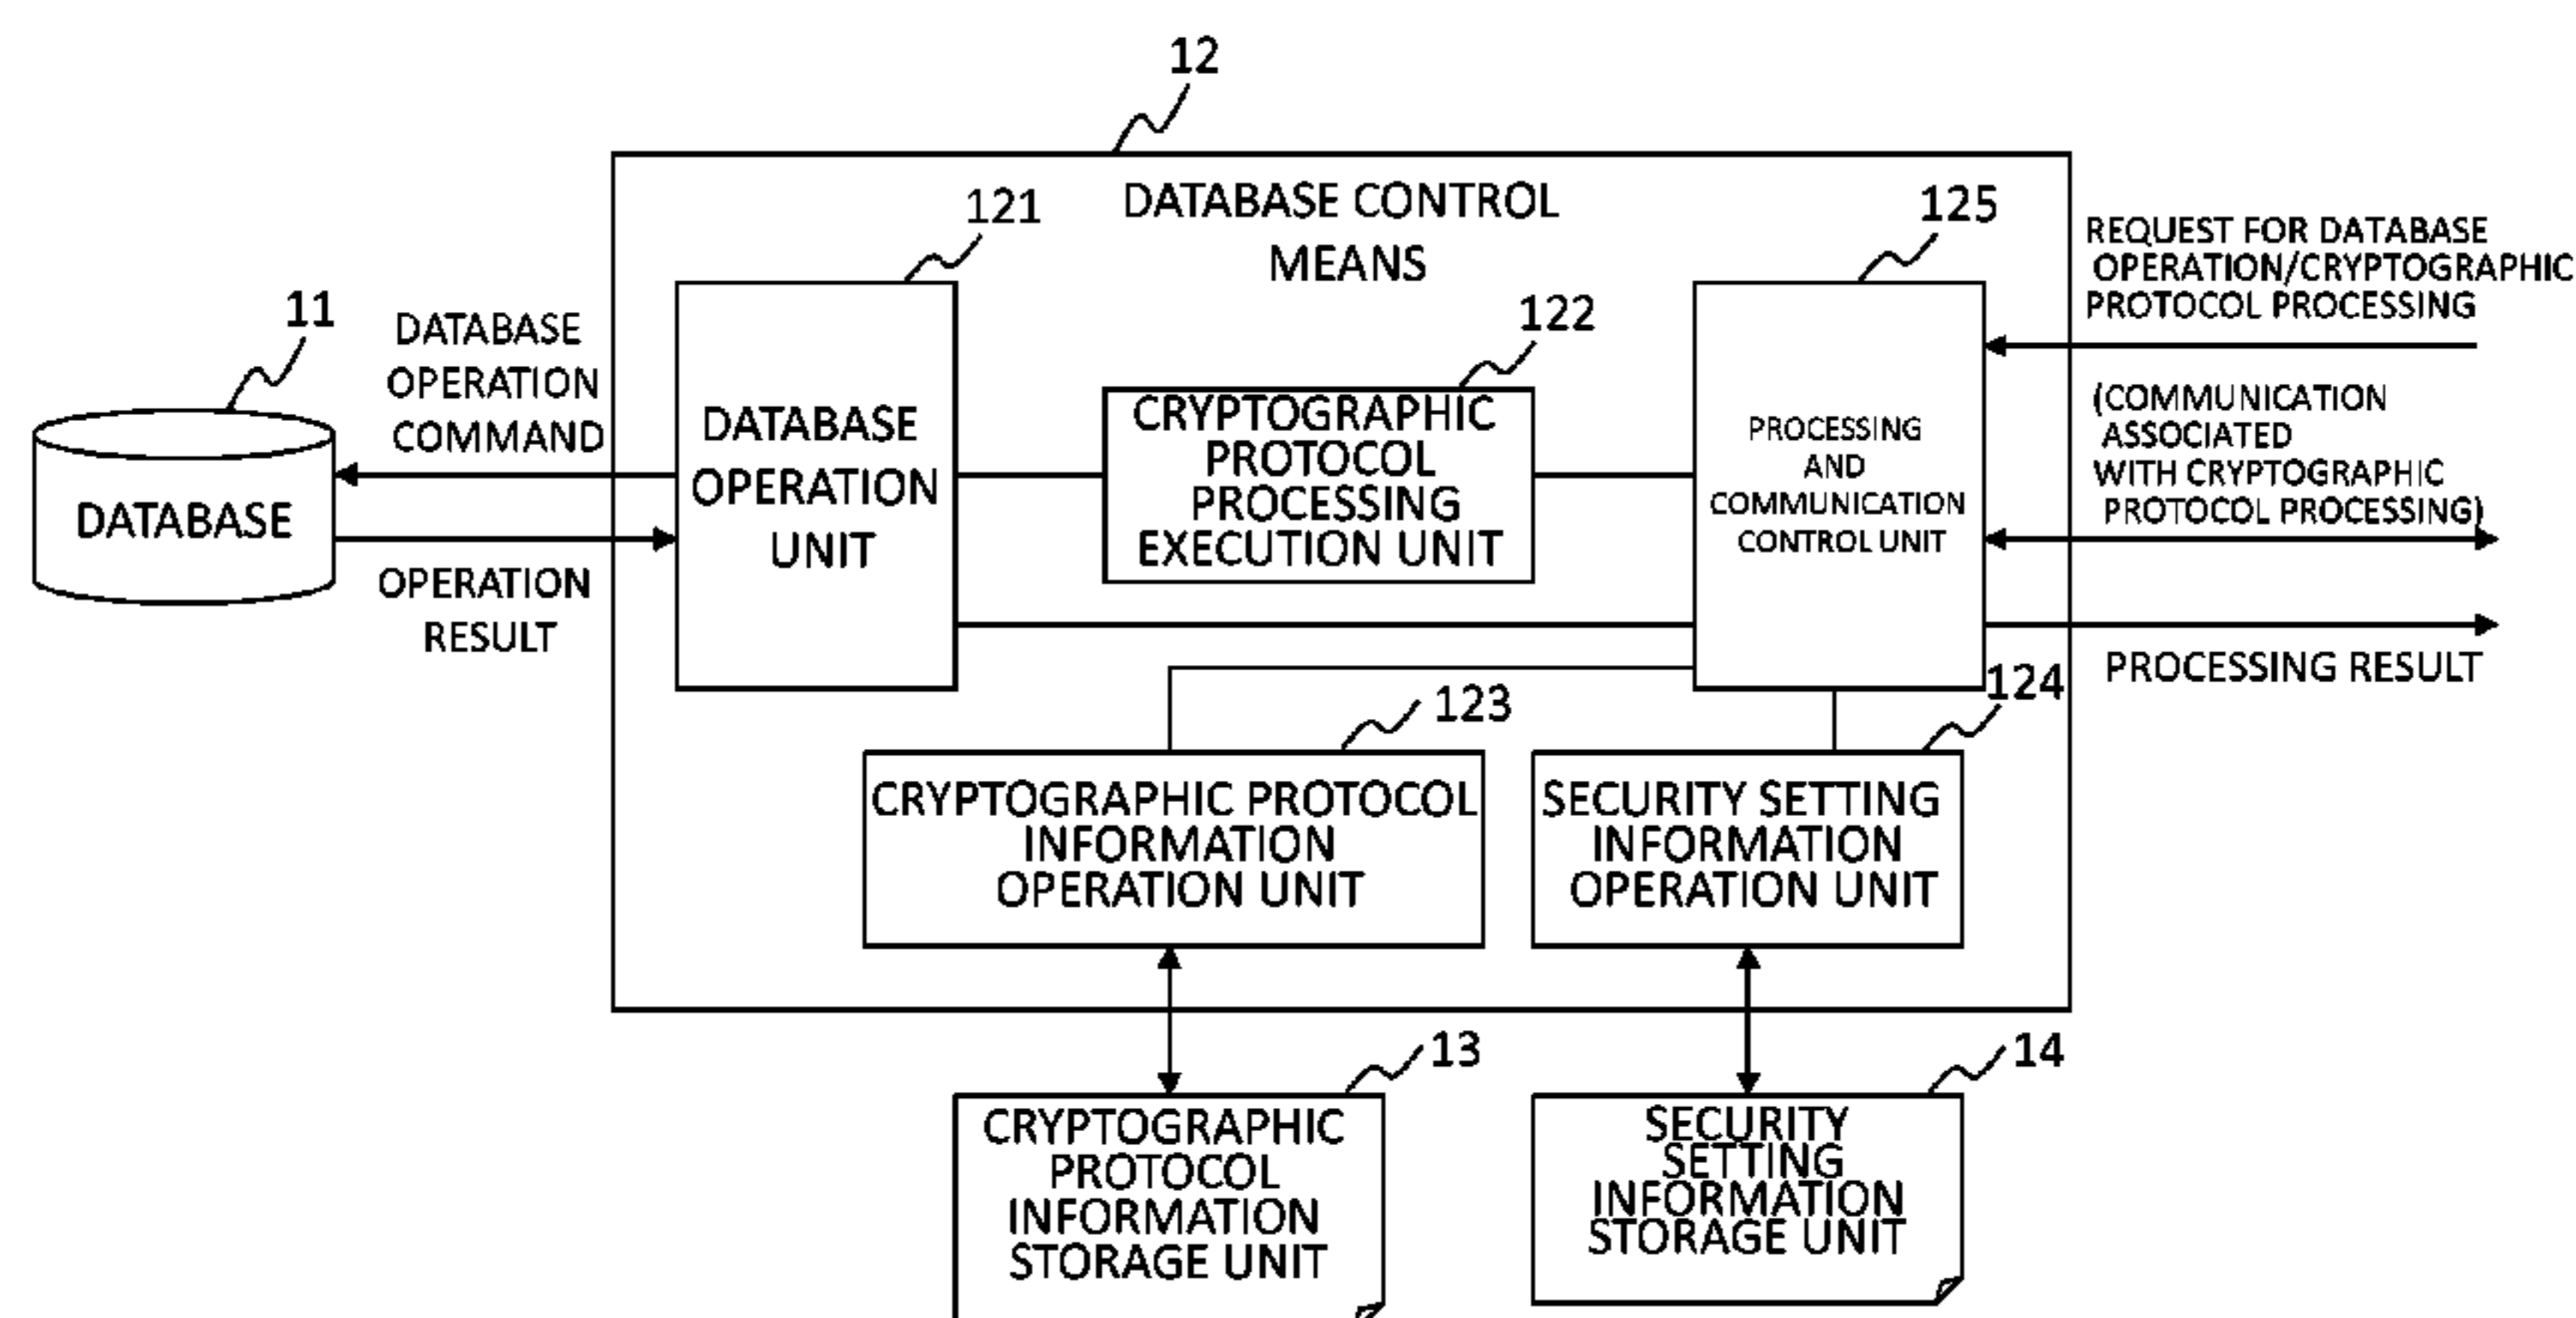 12
DATABASE CONTROL
MEANS
121
125
REQUEST FOR DATABASE
OPERATION/CRYPTOGRAPHIC
PROTOCOL PROCESSING
11
DATABASE
OPERATION
COMMAND
122
DATABASE
OPERATION
UNIT
CRYPTOGRAPHIC
PROTOCOL
PROCESSING
EXECUTION UNIT
PROCESSING
AND
COMMUNICATION
CONTROL UNIT
(COMMUNICATION
ASSOCIATED
WITH CRYPTOGRAPHIC
PROTOCOL PROCESSING)
DATABASE
OPERATION
RESULT
PROCESSING RESULT
123
124
CRYPTOGRAPHIC PROTOCOL
INFORMATION
OPERATION UNIT
SECURITY SETTING
INFORMATION
OPERATION UNIT
13
14
CRYPTOGRAPHIC
PROTOCOL
INFORMATION
STORAGE UNIT
SECURITY
SETTING
INFORMATION
STORAGE UNIT